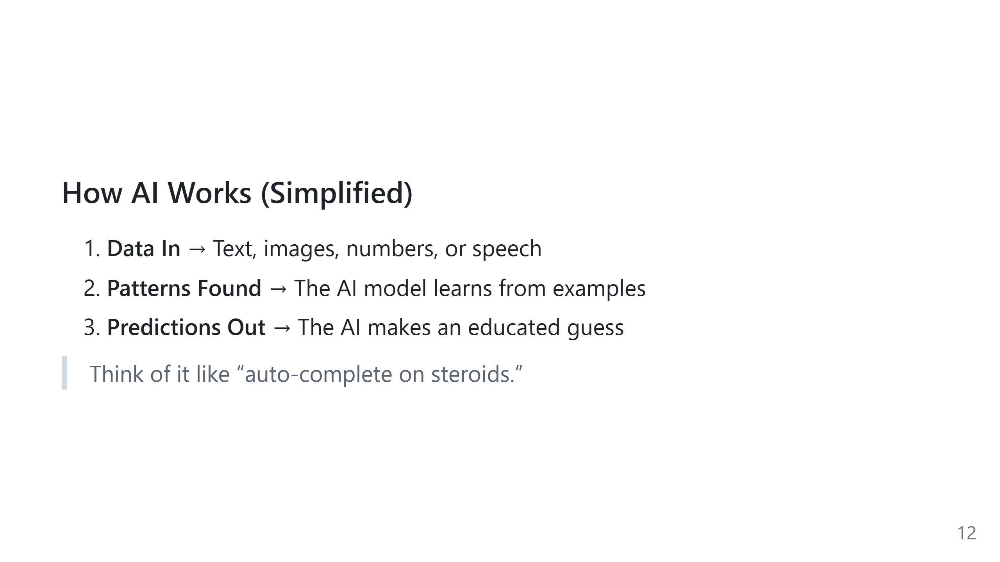 How AI Works (Simplified)
1. Data In → Text, images, numbers, or speech
2. Patterns Found → The AI model learns from examples
3. Predictions Out → The AI makes an educated guess
Think of it like “auto-complete on steroids.”
12